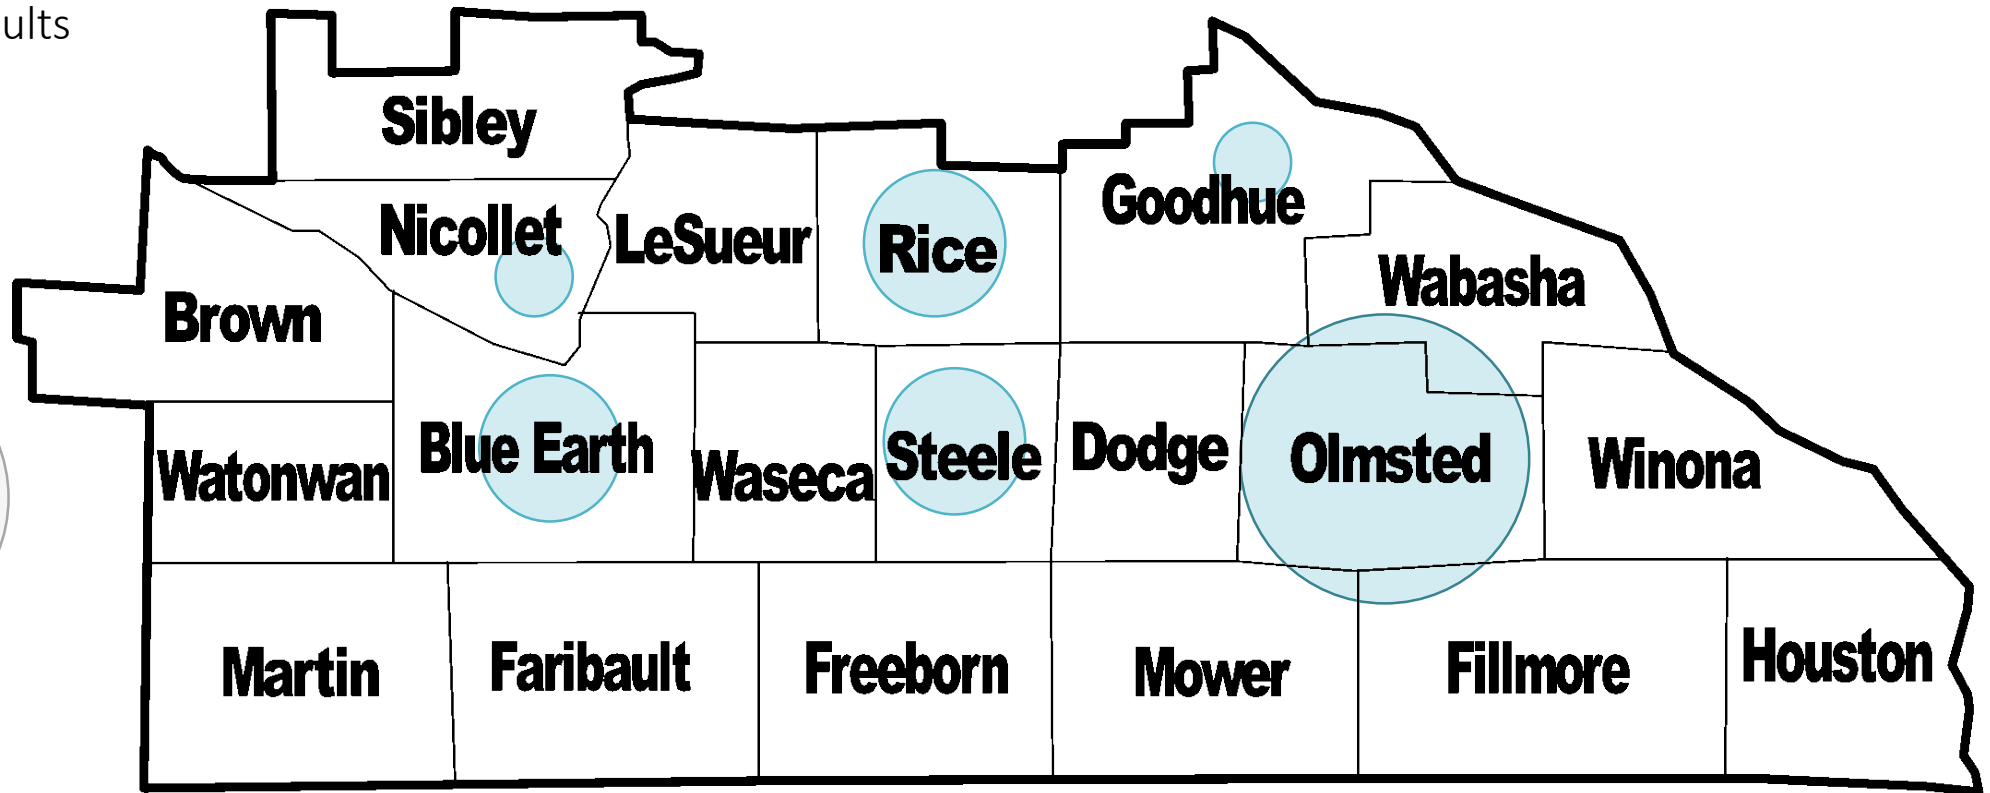 ults
Sibley
Nicollet
LeSueur
Rice
Goodhue
Wabasha
Brown
Watonwan
Blue Earth
Waseca
Steele
Dodge
Olmsted
Winona
Martin
Faribault
Freeborn
Mower
Fillmore
Houston